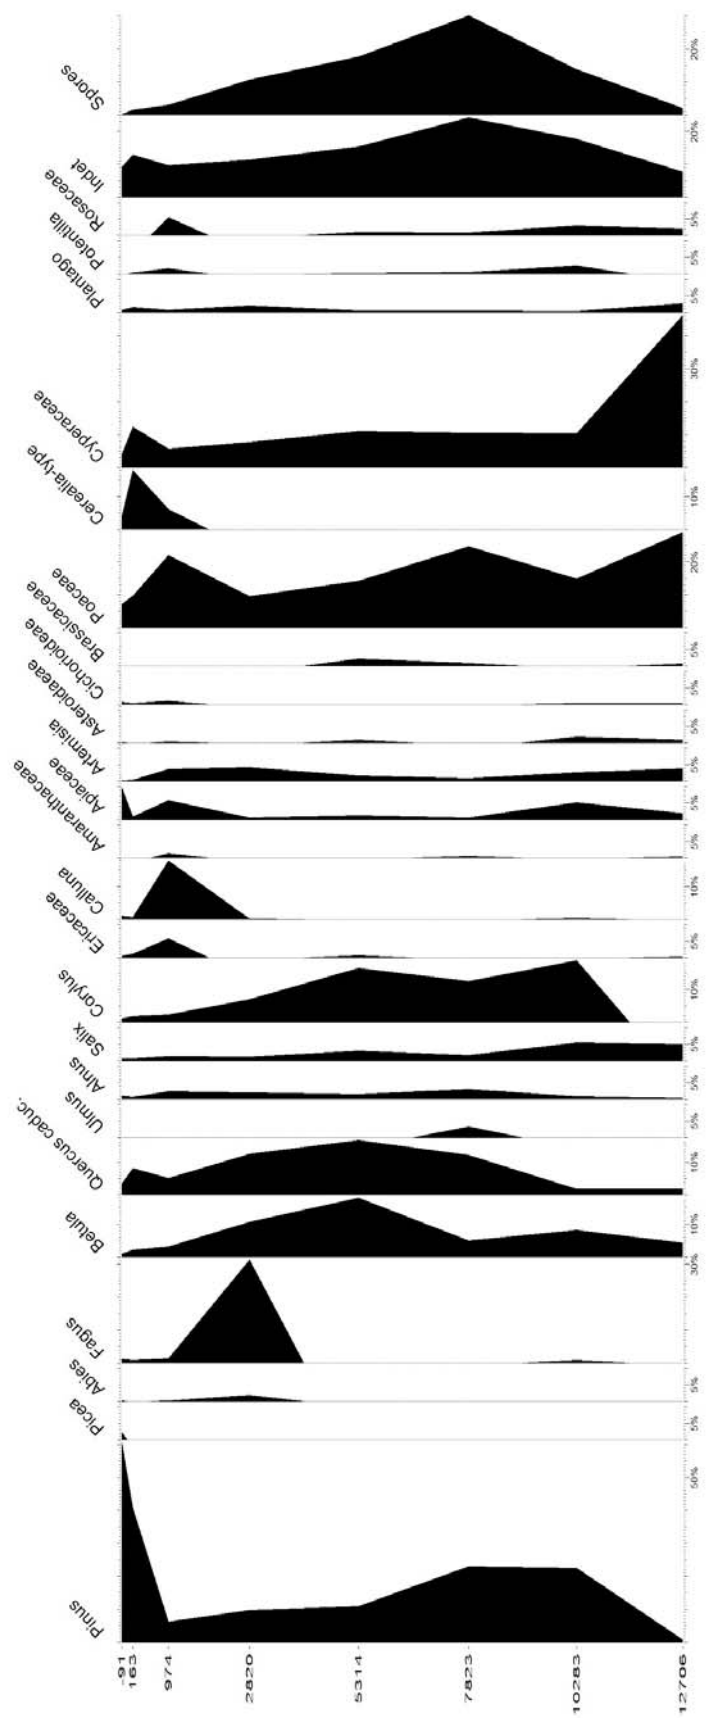 Spores
20%
Indet
20%
Rosaceae
5%
Potentilla
5%
Plantago
5%
Cyperaceae
30%
Cerealia-type
10%
Poaceae
20%
Brassicaceae
5%
Cichorioideae
5%
Asteroidaeae
5%
Artemisia
5%
Apiaceae
5%
Amaranthaceae
5%
Calluna
10%
Ericaceae
5%
Corylus
10%
Salix
5%
Alnus
5%
Ulmus
5%
Quercus caduc.
10%
Betula
10%
Fagus
30%
Abies
5%
Picea
5%
Pinus
50%
-91
163
974
2820
5314
7823
10283
12706